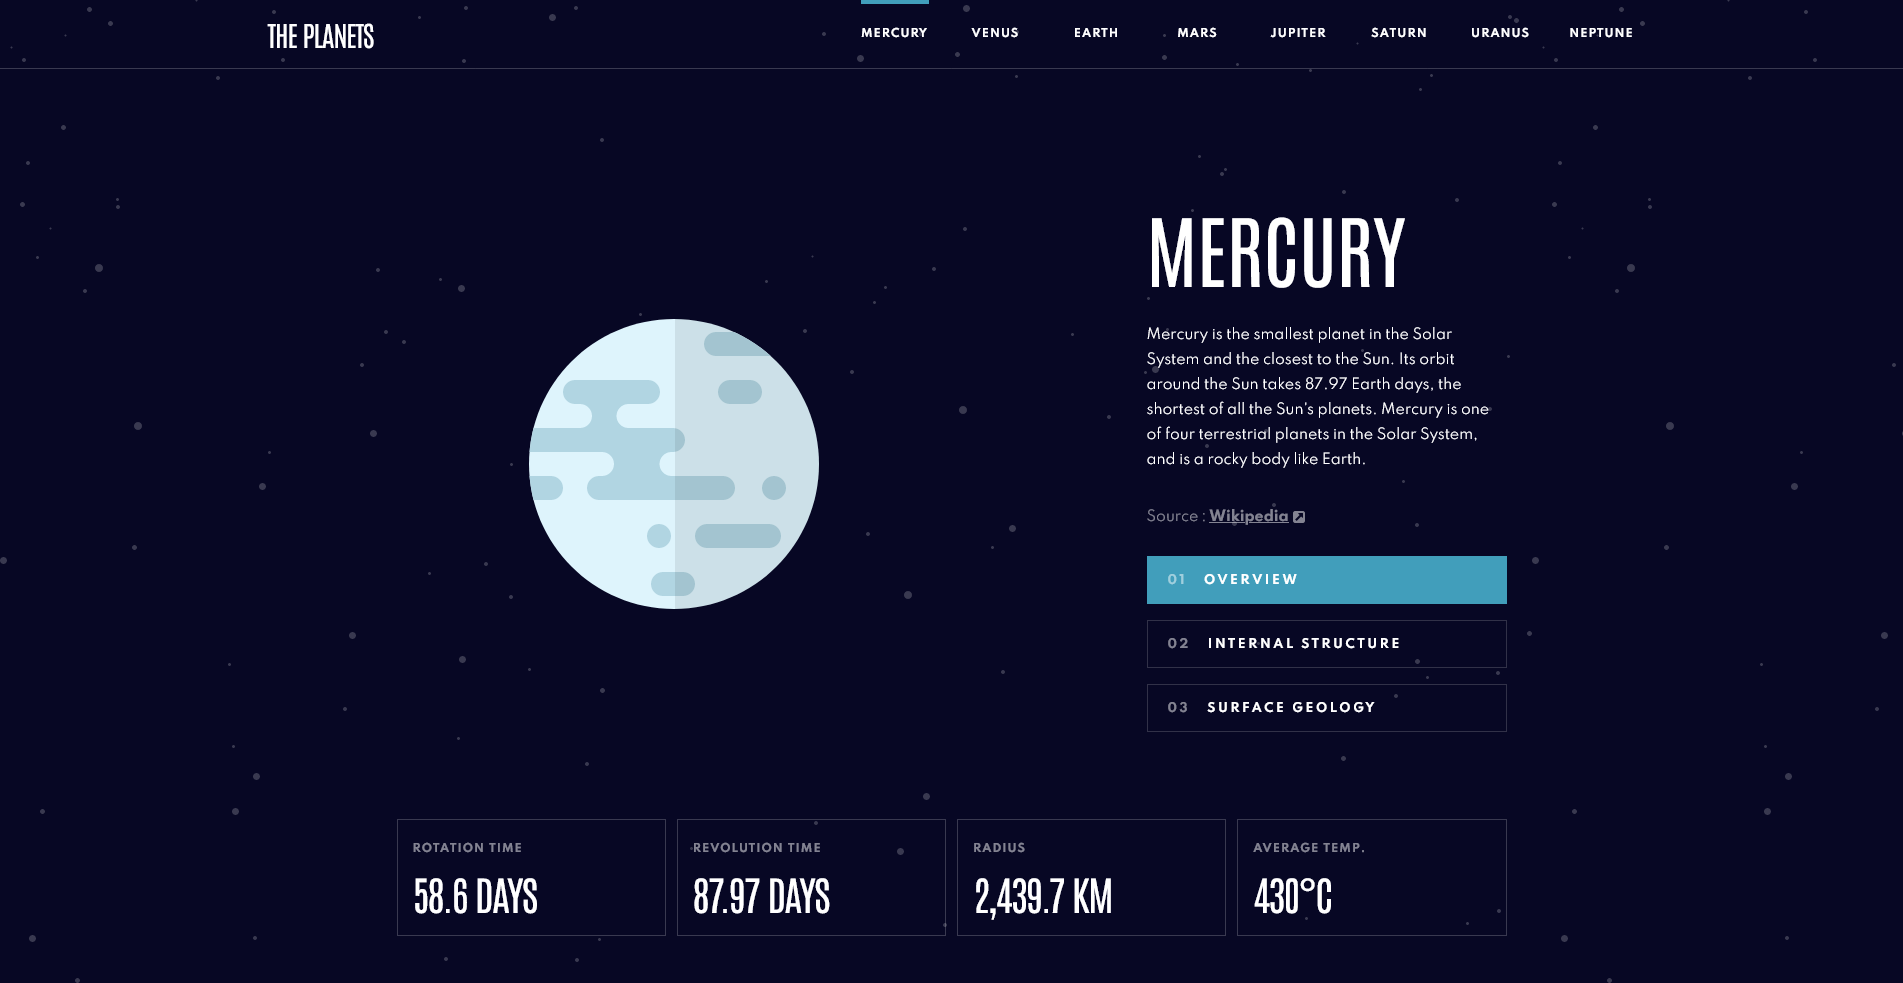 THE PLANETS
MERCURY VENUS EARTH MARS JUPITER SATURN URANUS NEPTUNE
MERCURY
Mercury is the smallest planet in the Solar
System and the closest to the Sun. Its orbit
around the Sun takes 87.97 Earth days, the
shortest of all the Sun's planets. Mercury is one
of four terrestrial planets in the Solar System,
and is a rocky body like Earth.
Source : Wikipedia
01 OVERVIEW
02 INTERNAL STRUCTURE
03 SURFACE GEOLOGY
ROTATION TIME
58.6 DAYS
REVOLUTION TIME
87.97 DAYS
RADIUS
2,439.7 KM
AVERAGE TEMP.
430°C